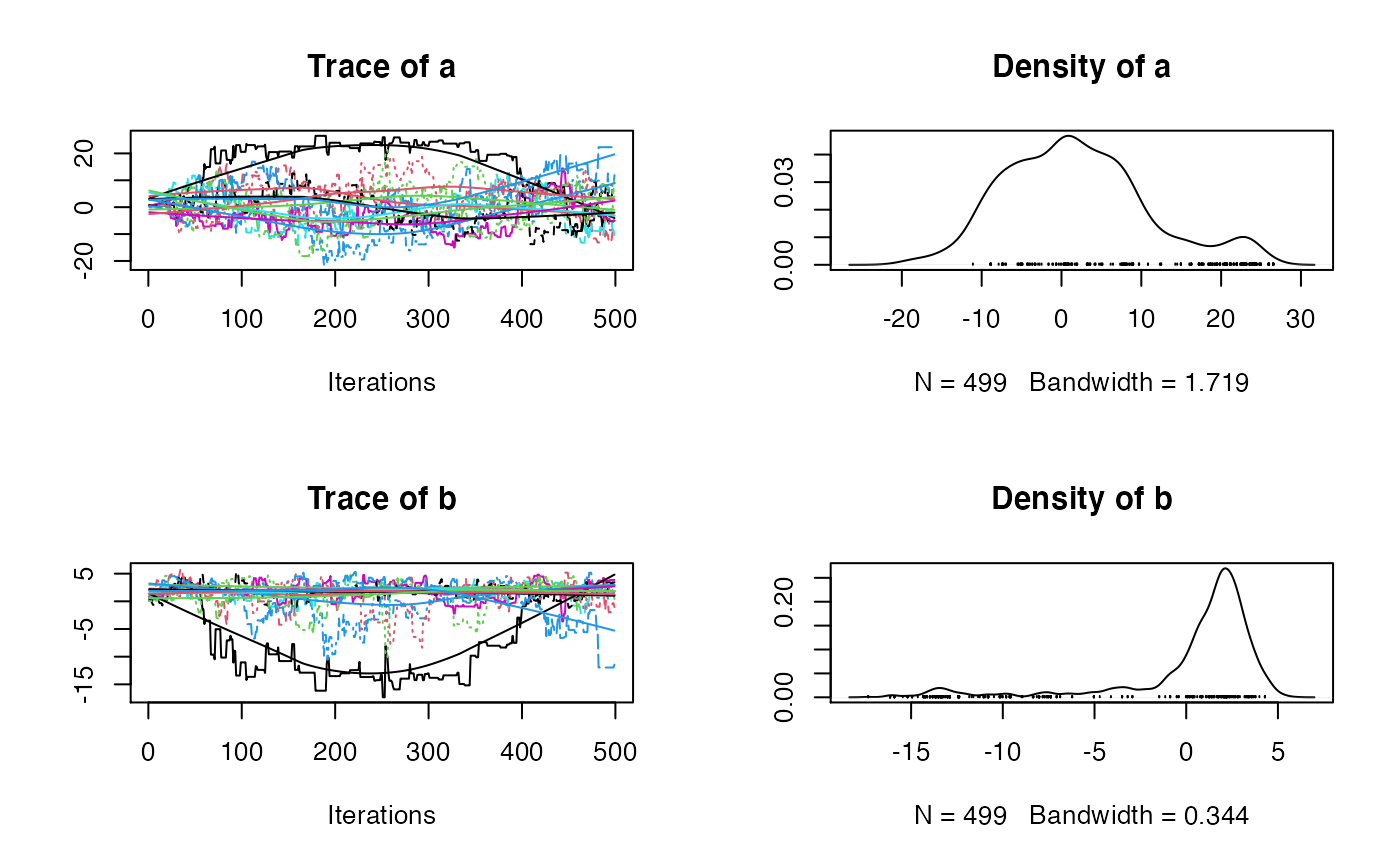 Trace of a
20
0
-20
0 100 200 300 400 500
Iterations
Density of a
0.03
0.00
-20 -10 0 10 20 30
N = 499 Bandwidth = 1.719
Trace of b
5
-5
-15
0 100 200 300 400 500
Iterations
Density of b
0.20
0.00
-15 -10 -5 0 5
N = 499 Bandwidth = 0.344